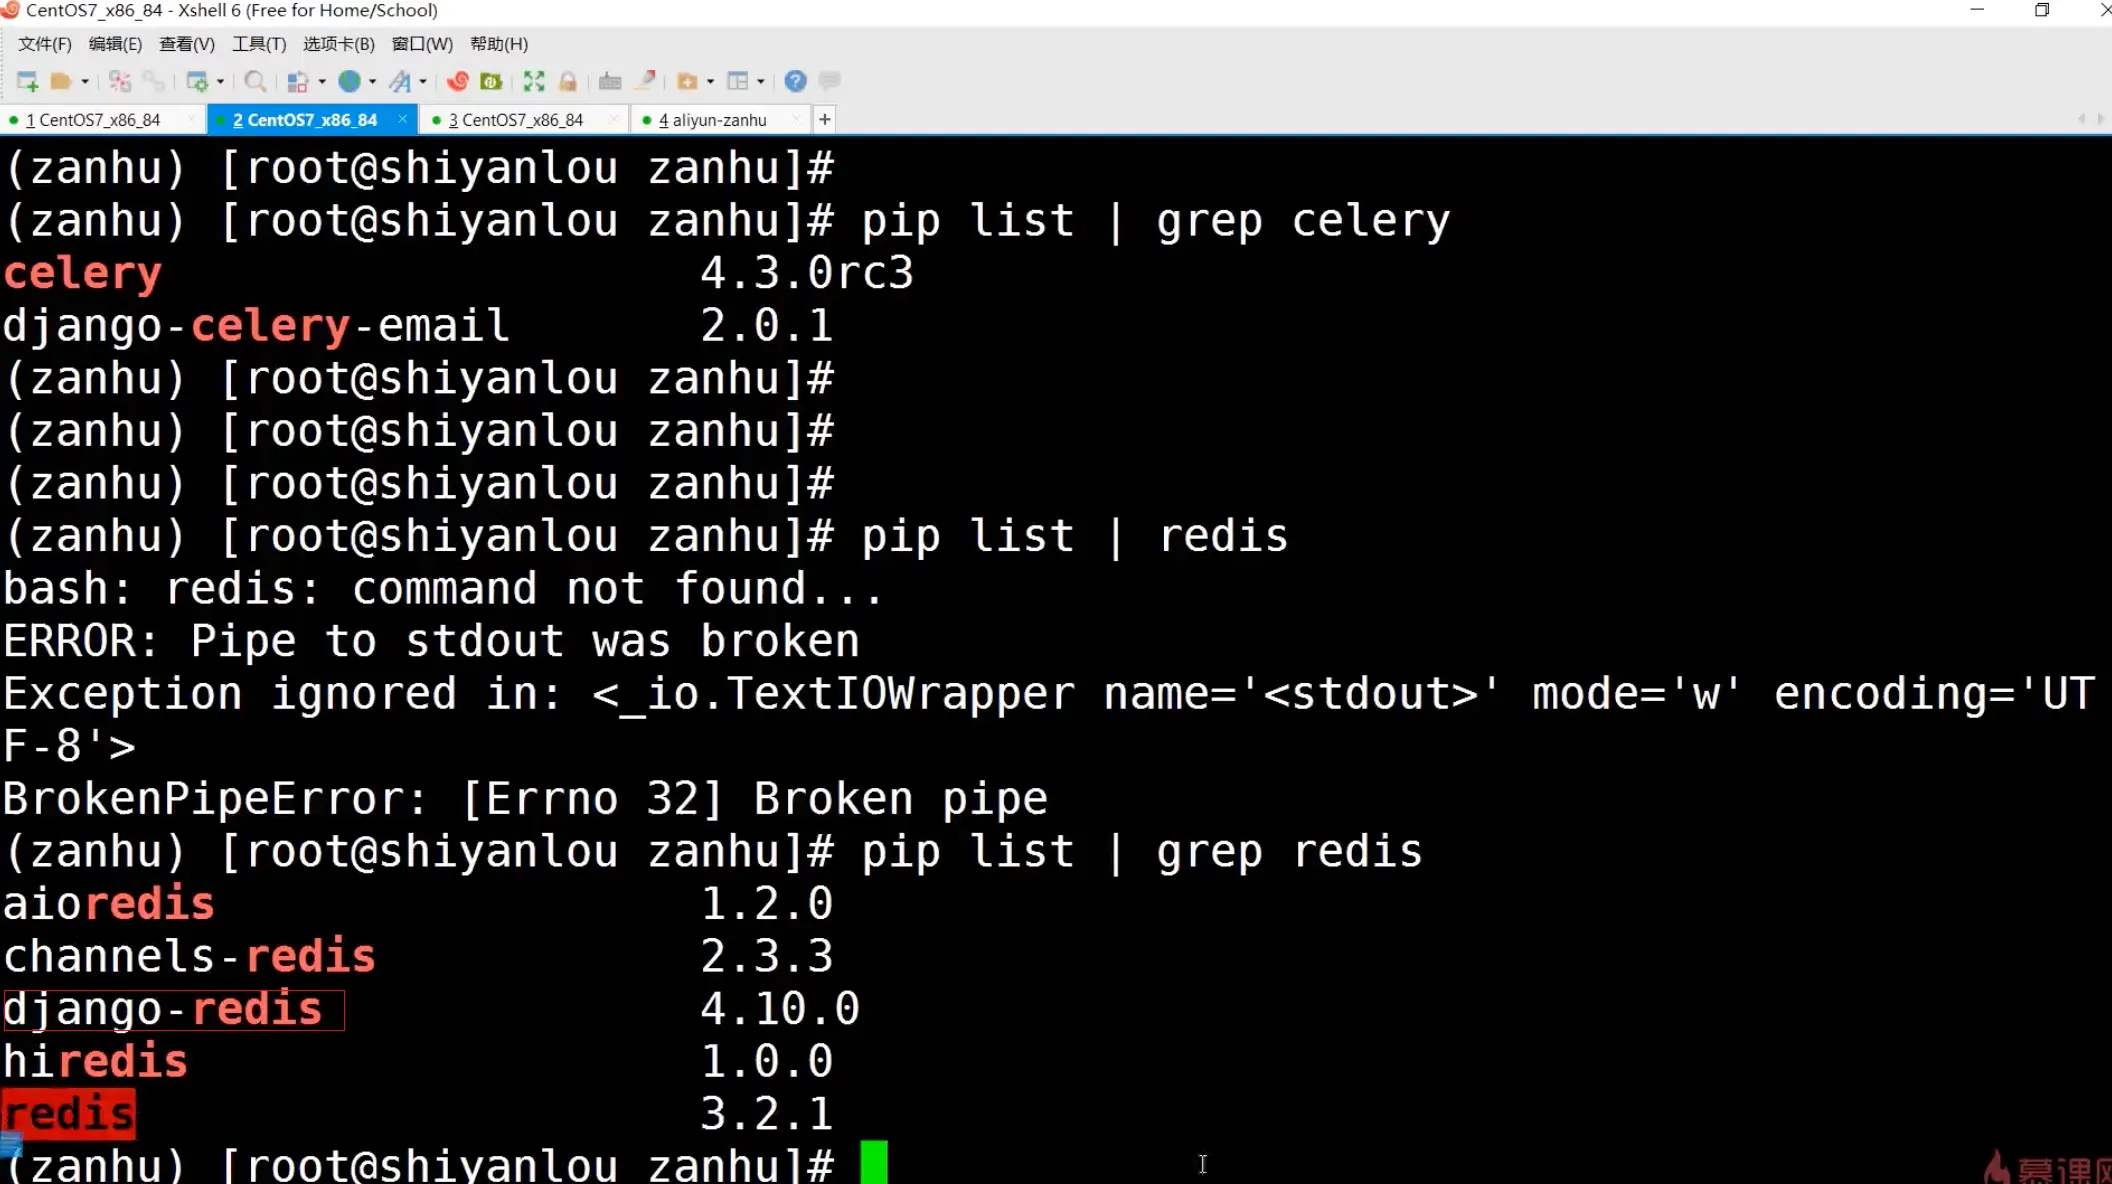 CentOS7_x86_84 - Xshell 6 (Free for Home/School)
文件(F) 编辑(E) 查看(V) 工具(T) 选项卡(B) 窗口(W) 帮助(H)
1 CentOS7_x86_84 2 CentOS7_x86_84 3 CentOS7_x86_84 4 aliyun-zanhu
(zanhu) [root@shiyanlou zanhu]#
(zanhu) [root@shiyanlou zanhu]# pip list | grep celery
celery 4.3.0rc3
django-celery-email 2.0.1
(zanhu) [root@shiyanlou zanhu]#
(zanhu) [root@shiyanlou zanhu]#
(zanhu) [root@shiyanlou zanhu]#
(zanhu) [root@shiyanlou zanhu]# pip list | redis
bash: redis: command not found...
ERROR: Pipe to stdout was broken
Exception ignored in: <_io.TextIOWrapper name='<stdout>' mode='w' encoding='UT
F-8'>
BrokenPipeError: [Errno 32] Broken pipe
(zanhu) [root@shiyanlou zanhu]# pip list | grep redis
aioredis 1.2.0
channels-redis 2.3.3
django-redis 4.10.0
hiredis 1.0.0
redis 3.2.1
(zanhu) [root@shiyanlou zanhu]#
慕课网